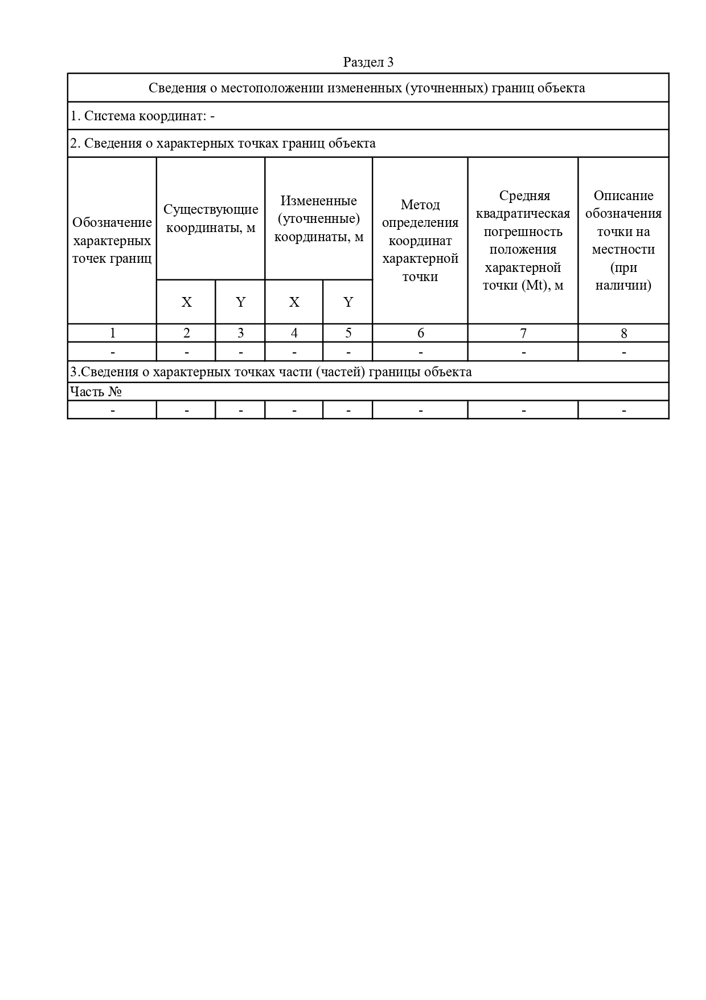 Раздел 3
Сведения о местоположении измененных (уточненных) границ объекта
1. Система координат: -
2. Сведения о характерных точках границ объекта
Обозначение
характерных
точек границ
Существующие
координаты, м
Измененные
(уточненные)
координаты, м
Метод
определения
координат
характерной
точки
Средняя
квадратическая
погрешность
положения
характерной
точки (Mt), м
Описание
обозначения
точки на
местности
(при
наличии)
X Y X Y
1 2 3 4 5 6 7 8
- - - - - - - -
3.Сведения о характерных точках части (частей) границы объекта
Часть №
- - - - - - - -